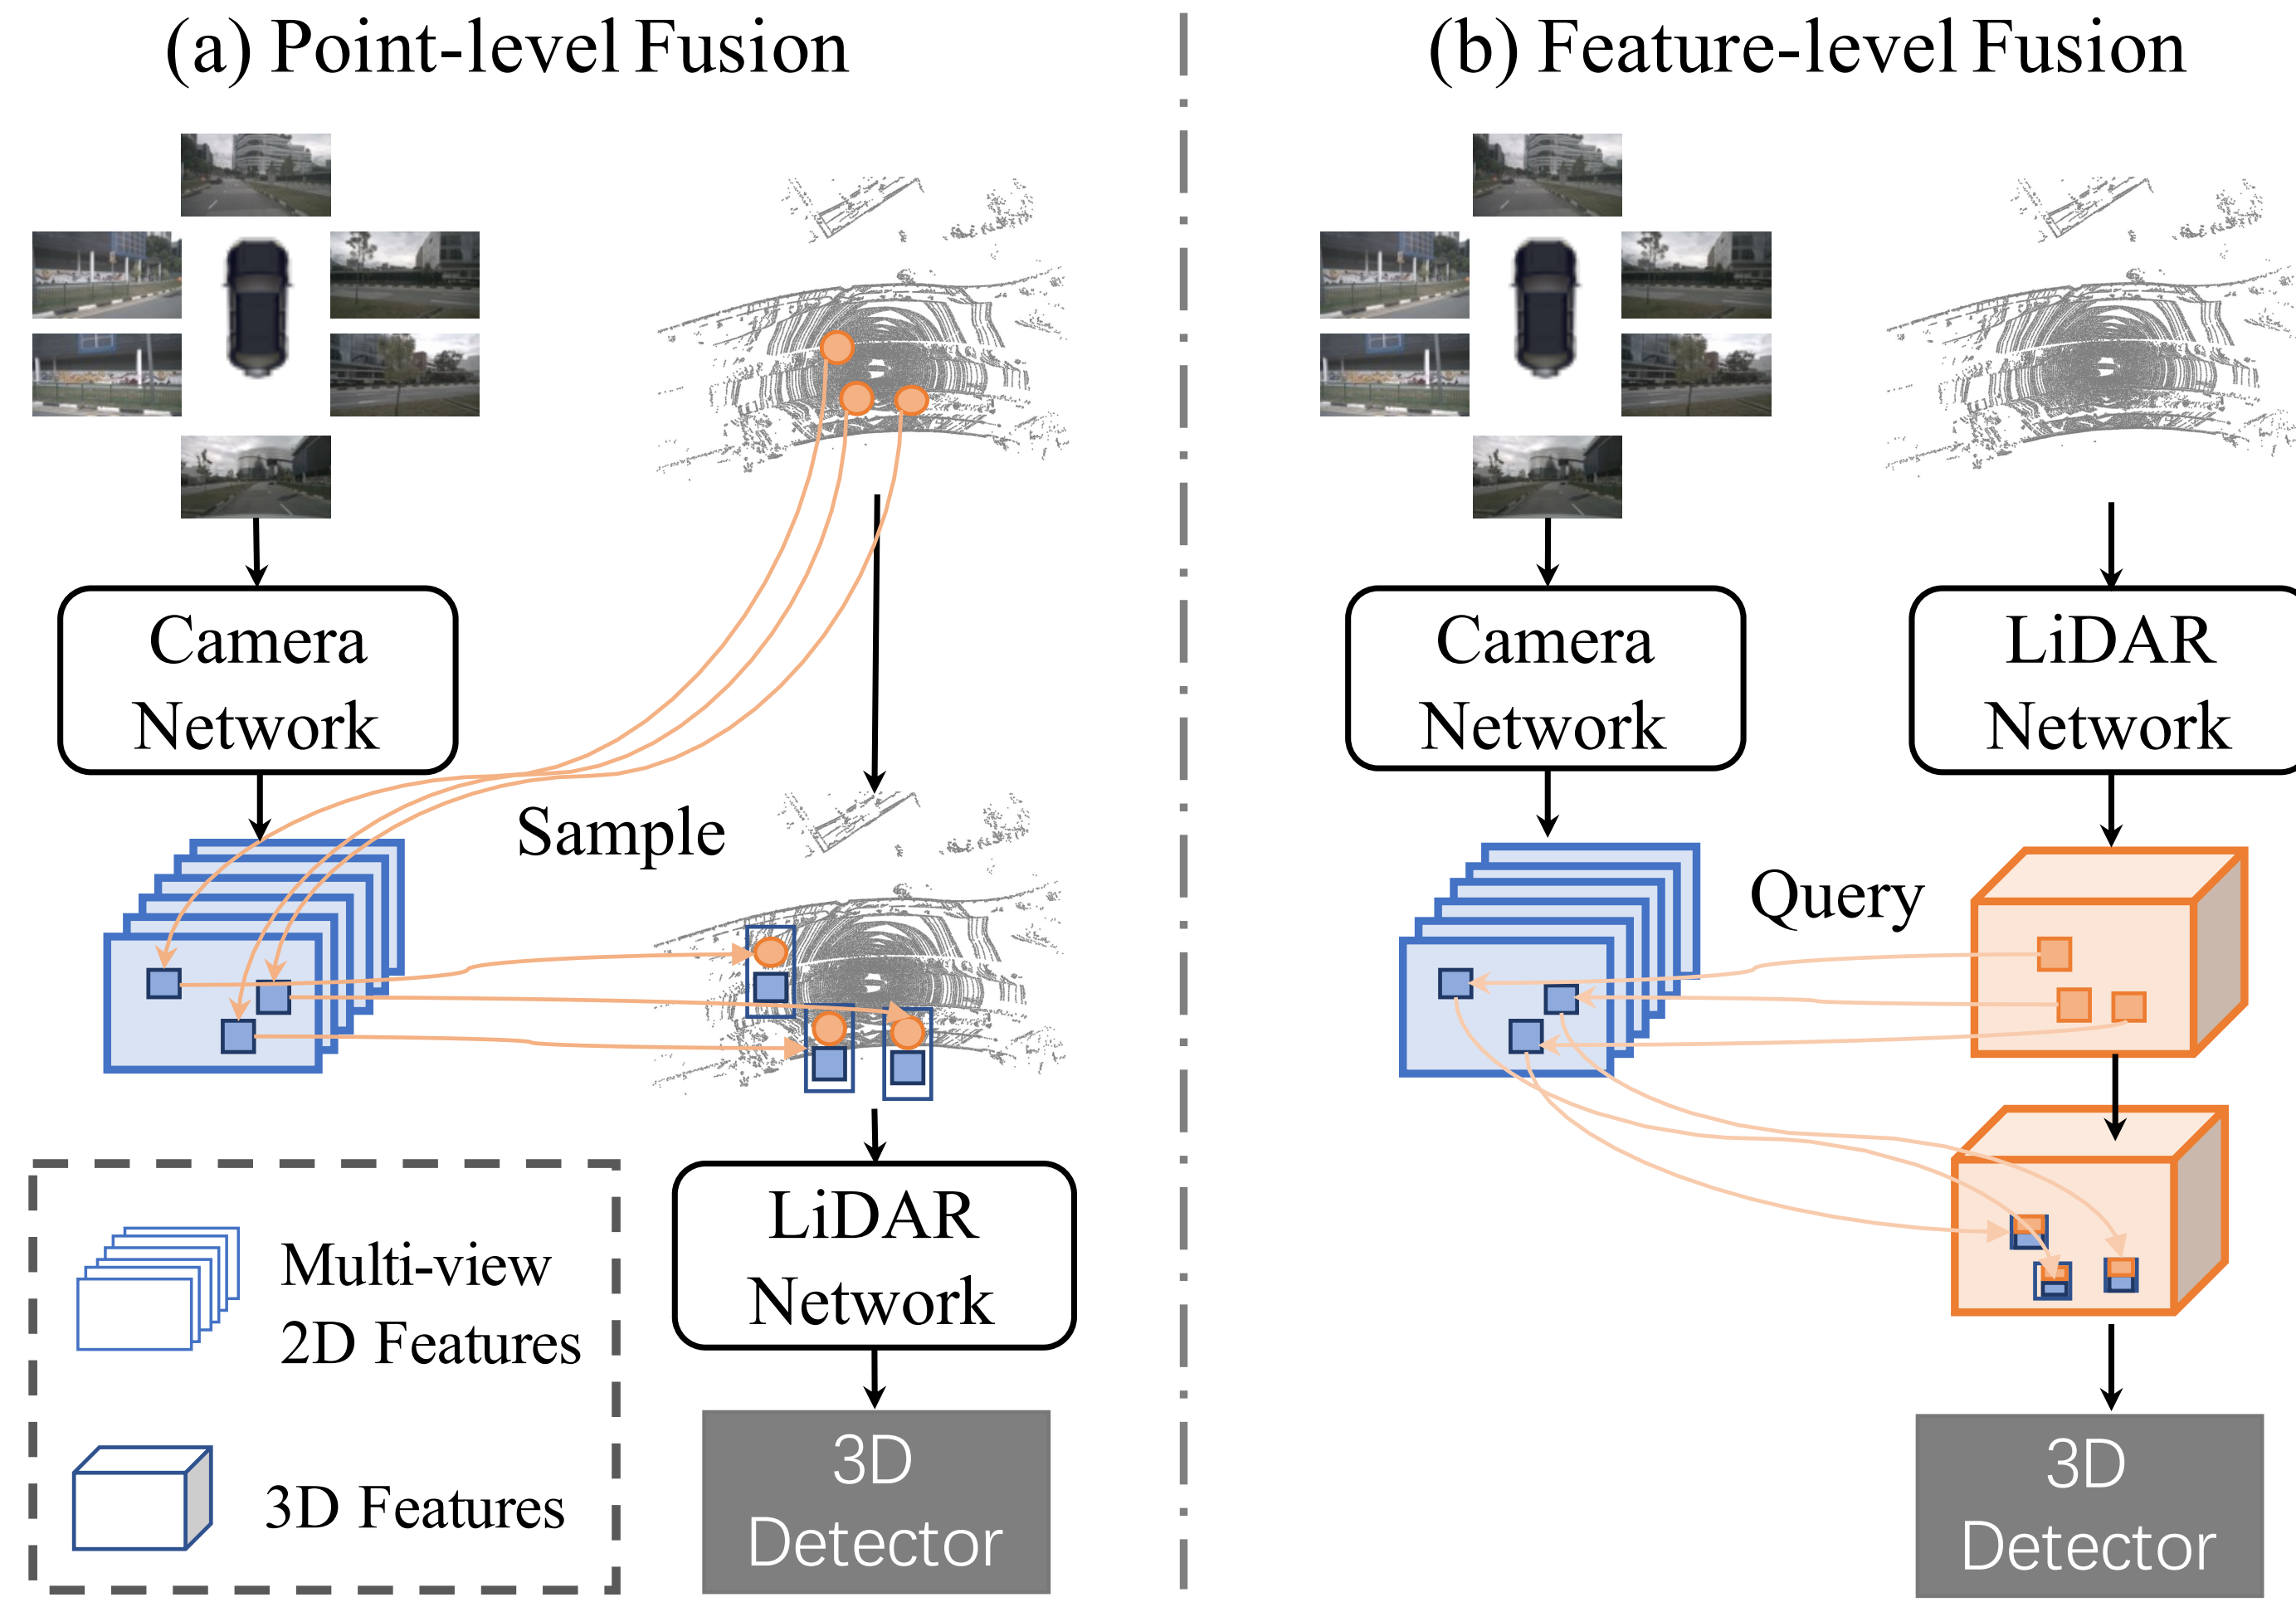 (a) Point-level Fusion
Camera
Network
Sample
LiDAR
Network
3D
Detector
Multi-view
2D Features
3D Features
(b) Feature-level Fusion
Camera
Network
LiDAR
Network
Query
3D
Detector